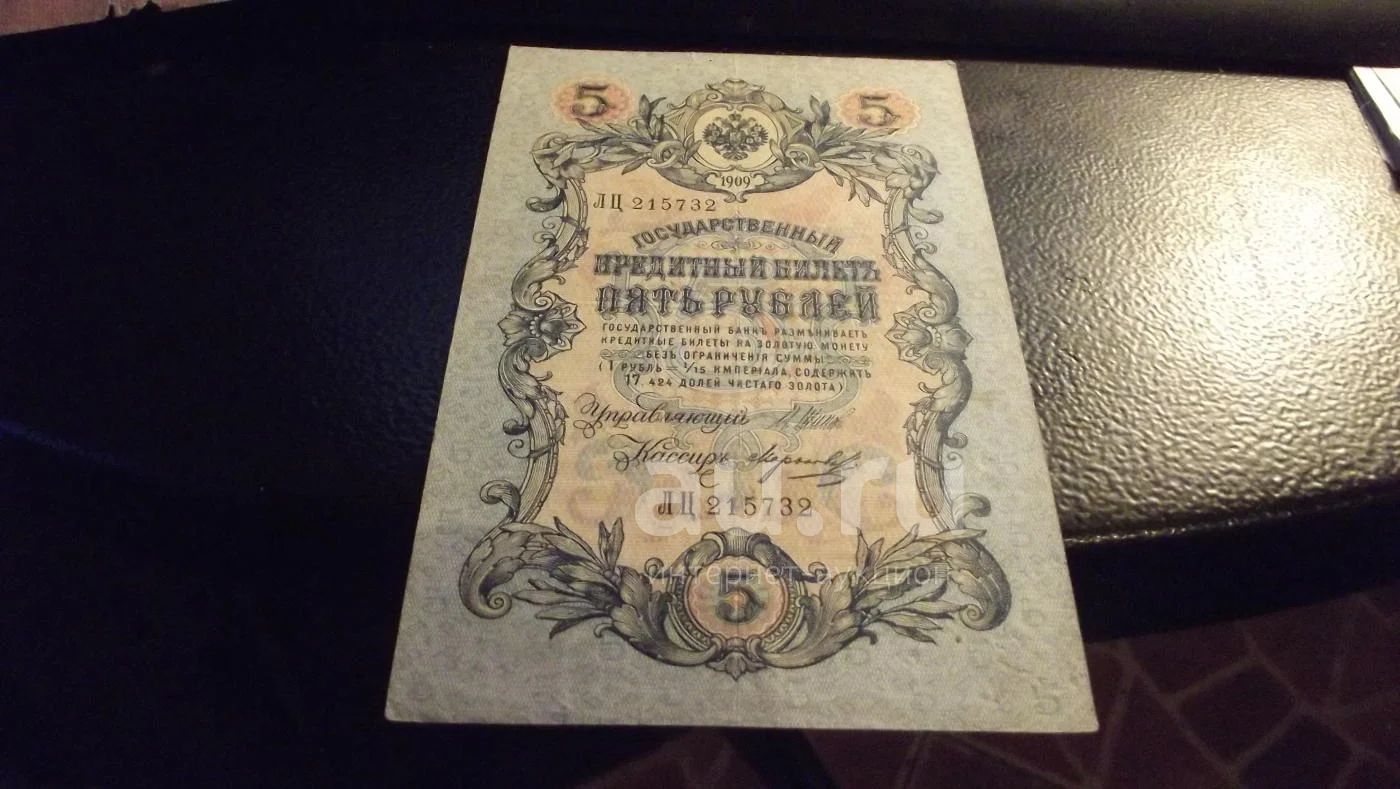 5 5
1909
ЛЦ 215732
ГОСУДАРСТВЕННЫЙ
КРЕДИТНЫЙ БИЛЕТЪ
ПЯТЬ РУБЛЕЙ
ГОСУДАРСТВЕННЫЙ БАНКЪ РАЗМѢНИВАЕТЪ
КРЕДИТНЫЕ БИЛЕТЫ НА ЗОЛОТУЮ МОНЕТУ
БЕЗЪ ОГРАНИЧЕНІЯ СУММЫ
(1 РУБЛЬ = 1/15 ИМПЕРІАЛА, СОДЕРЖИТЪ
17,424 ДОЛЕЙ ЧИСТАГО ЗОЛОТА)
Управляющій
Кассиръ
au.ru
ЛЦ 215732
интернет-аукцион
5